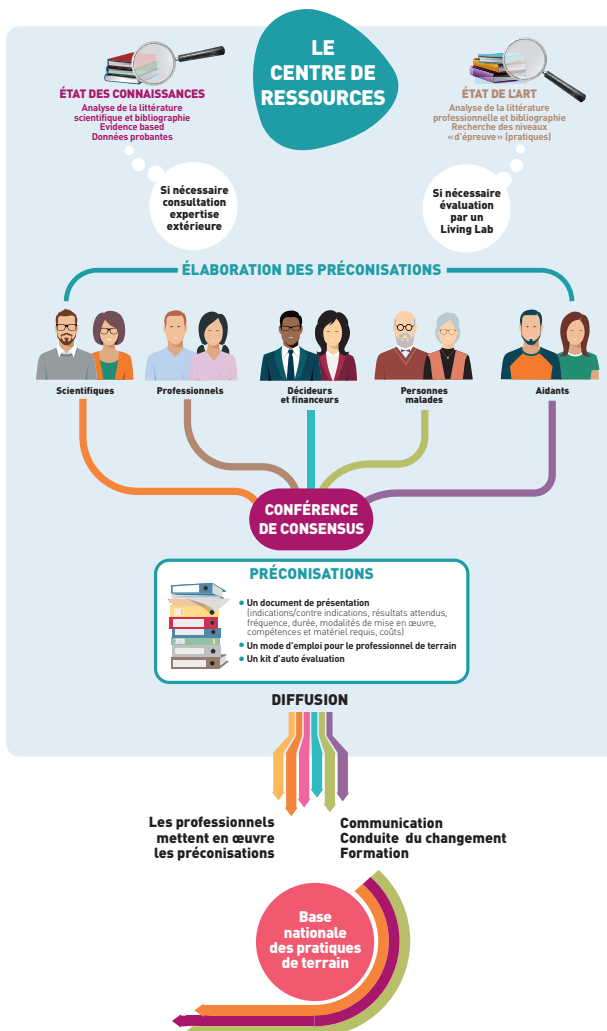 LE
CENTRE DE
RESSOURCES
ÉTAT DES CONNAISSANCES
Analyse de la littérature
scientifique et bibliographie
Evidence based
Données probantes
ÉTAT DE L'ART
Analyse de la littérature
professionnelle et bibliographie
Recherche des niveaux
«d'épreuve» (pratiques)
Si nécessaire
consultation
expertise
extérieure
Si nécessaire
évaluation
par un
Living Lab
ÉLABORATION DES PRÉCONISATIONS
Scientifiques
Professionnels
Décideurs
et financeurs
Personnes
malades
Aidants
CONFÉRENCE
DE CONSENSUS
PRÉCONISATIONS
• Un document de présentation
(indications/contre indications, résultats attendus,
fréquence, durée, modalités de mise en œuvre,
compétences et matériel requis, coûts)
• Un mode d'emploi pour le professionnel de terrain
• Un kit d'auto évaluation
DIFFUSION
Les professionnels
mettent en œuvre
les préconisations
Communication
Conduite du changement
Formation
Base
nationale
des pratiques
de terrain